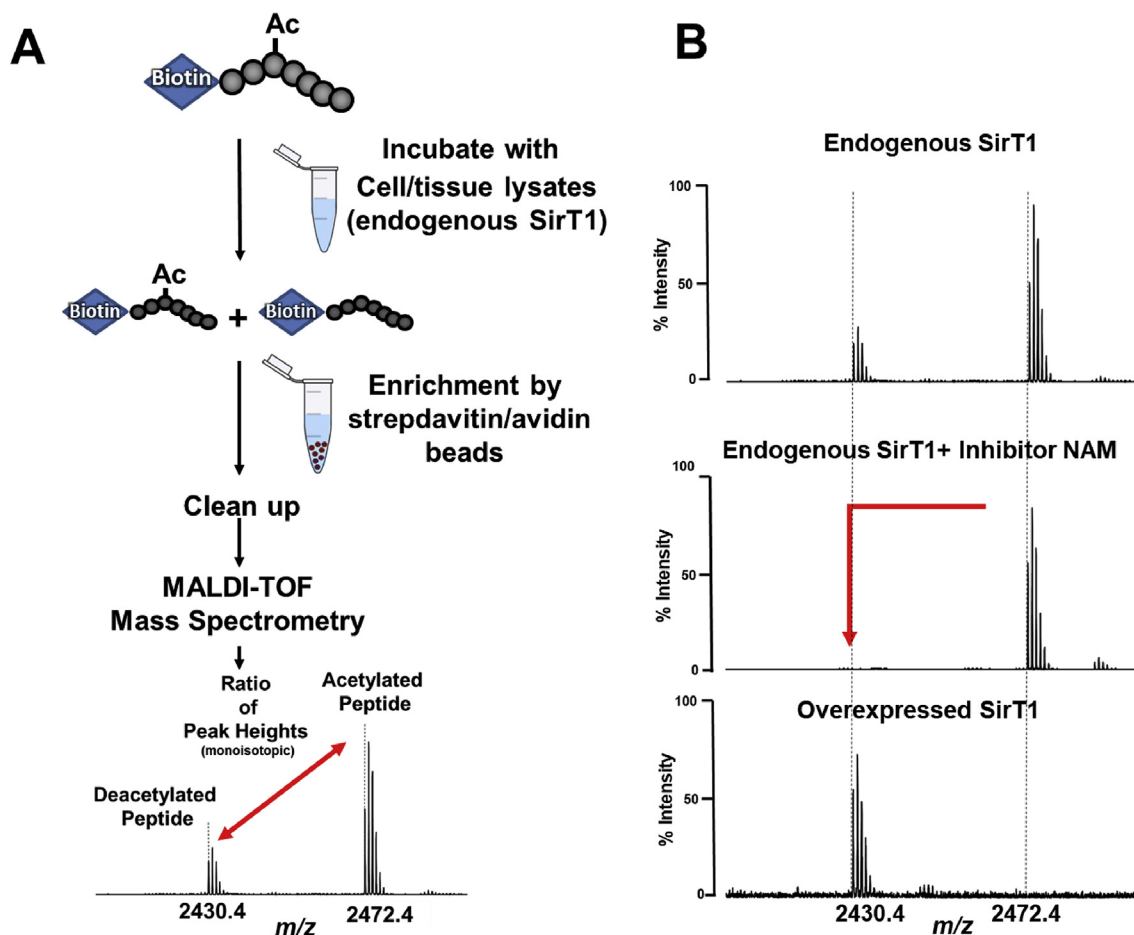 A
Ac
Biotin
Incubate with
Cell/tissue lysates
(endogenous SirT1)
Ac
Biotin
+
Biotin
Enrichment by
strepdavitin/avidin
beads
Clean up
MALDI-TOF
Mass Spectrometry
Ratio
of
Peak Heights
(monoisotopic)
Acetylated
Peptide
Deacetylated
Peptide
2430.4
2472.4
m/z
B
Endogenous SirT1
100
50
0
% Intensity
Endogenous SirT1+ Inhibitor NAM
100
50
0
% Intensity
Overexpressed SirT1
100
50
0
% Intensity
2430.4
2472.4
m/z